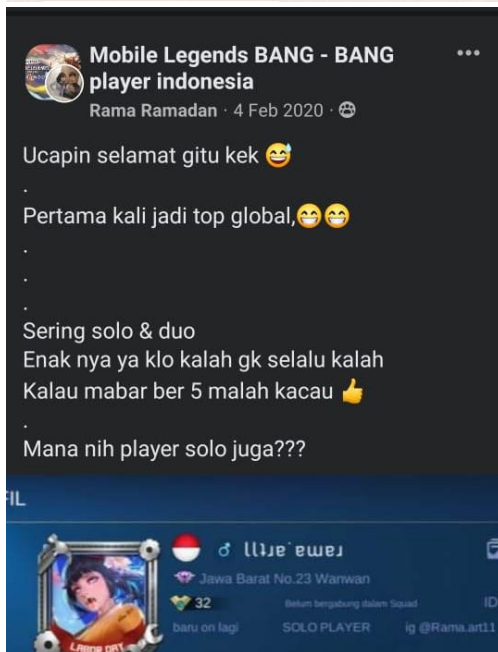 Mobile Legends BANG - BANG
player indonesia
Rama Ramadan · 4 Feb 2020 ·
Ucapin selamat gitu kek 😅
.
Pertama kali jadi top global,😁😁
.
.
.
Sering solo & duo
Enak nya ya klo kalah gk selalu kalah
Kalau mabar ber 5 malah kacau 👍
.
Mana nih player solo juga???
FIL
♂
Jawa Barat No.23 Wanwan
32 Belum bergabung dalam Squad ID
baru on lagi SOLO PLAYER ig @Rama.art11